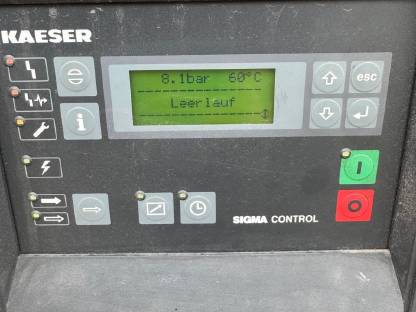 KAESER
8.1bar 60°C
Leerlauf
esc
i
I
O
SIGMA CONTROL